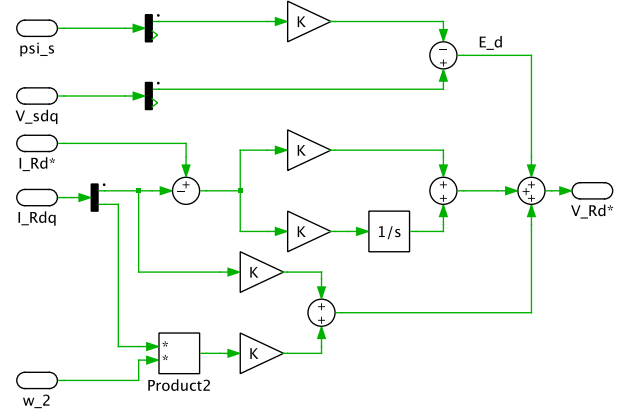 K
psi_s
E_d
V_sdq
I_Rd*
K
I_Rdq
V_Rd*
K
1/s
K
*
*
K
Product2
w_2